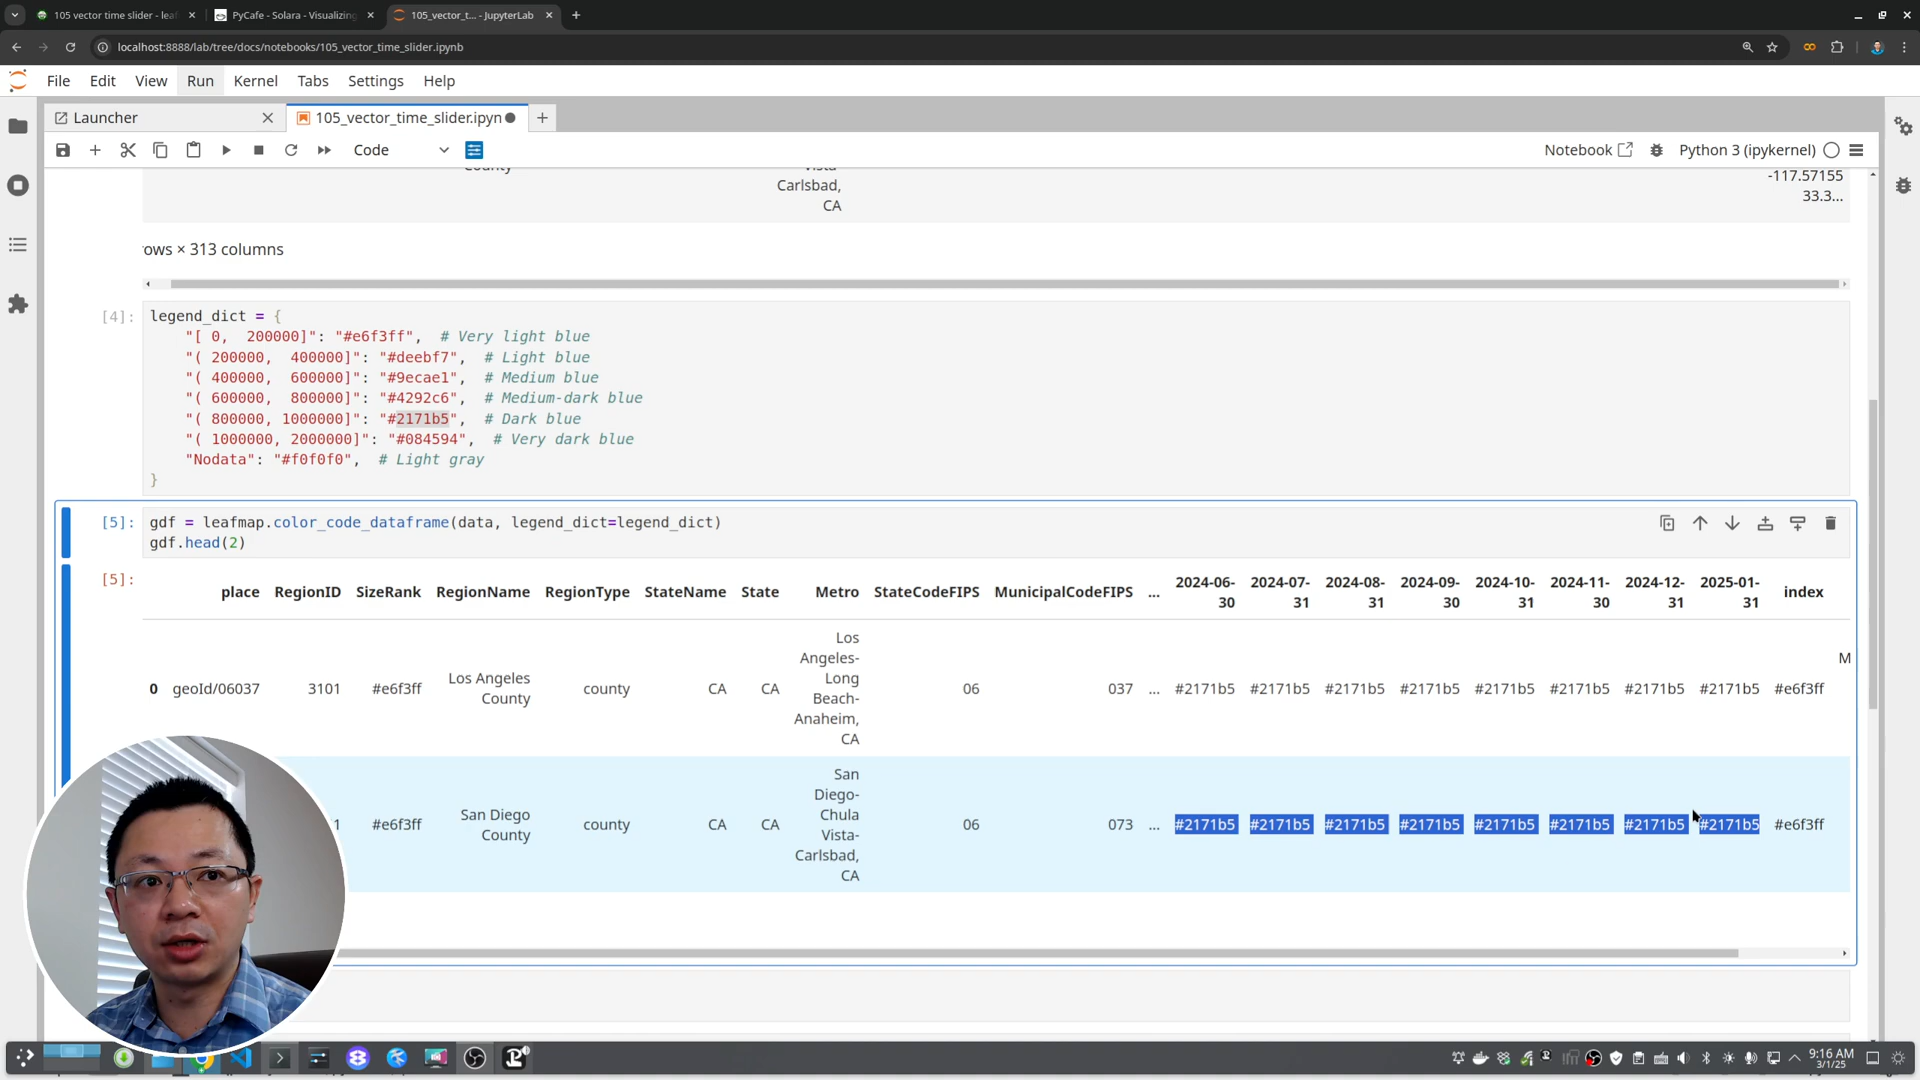 105 vector time slider - leaf
PyCafe - Solara - Visualizing
105_vector_t... - JupyterLab
localhost:8888/lab/tree/docs/notebooks/105_vector_time_slider.ipynb
File Edit View Run Kernel Tabs Settings Help
Launcher
105_vector_time_slider.ipyn
Code
Notebook
Python 3 (ipykernel)
Carlsbad,
CA
-117.57155
33.3...
ows × 313 columns
[4]:
legend_dict = {
"[ 0, 200000]": "#e6f3ff", # Very light blue
"( 200000, 400000]": "#deebf7", # Light blue
"( 400000, 600000]": "#9ecae1", # Medium blue
"( 600000, 800000]": "#4292c6", # Medium-dark blue
"( 800000, 1000000]": "#2171b5", # Dark blue
"( 1000000, 2000000]": "#084594", # Very dark blue
"Nodata": "#f0f0f0", # Light gray
}
[5]:
gdf = leafmap.color_code_dataframe(data, legend_dict=legend_dict)
gdf.head(2)
[5]:
place RegionID SizeRank RegionName RegionType StateName State Metro StateCodeFIPS MunicipalCodeFIPS ... 2024-06-30 2024-07-31 2024-08-31 2024-09-30 2024-10-31 2024-11-30 2024-12-31 2025-01-31 index
M
0 geoId/06037 3101 #e6f3ff Los Angeles County county CA CA Los Angeles-Long Beach-Anaheim, CA 06 037 ... #2171b5 #2171b5 #2171b5 #2171b5 #2171b5 #2171b5 #2171b5 #2171b5 #e6f3ff
1 #e6f3ff San Diego County county CA CA San Diego-Chula Vista-Carlsbad, CA 06 073 ... #2171b5 #2171b5 #2171b5 #2171b5 #2171b5 #2171b5 #2171b5 #2171b5 #e6f3ff
9:16 AM
3/1/25